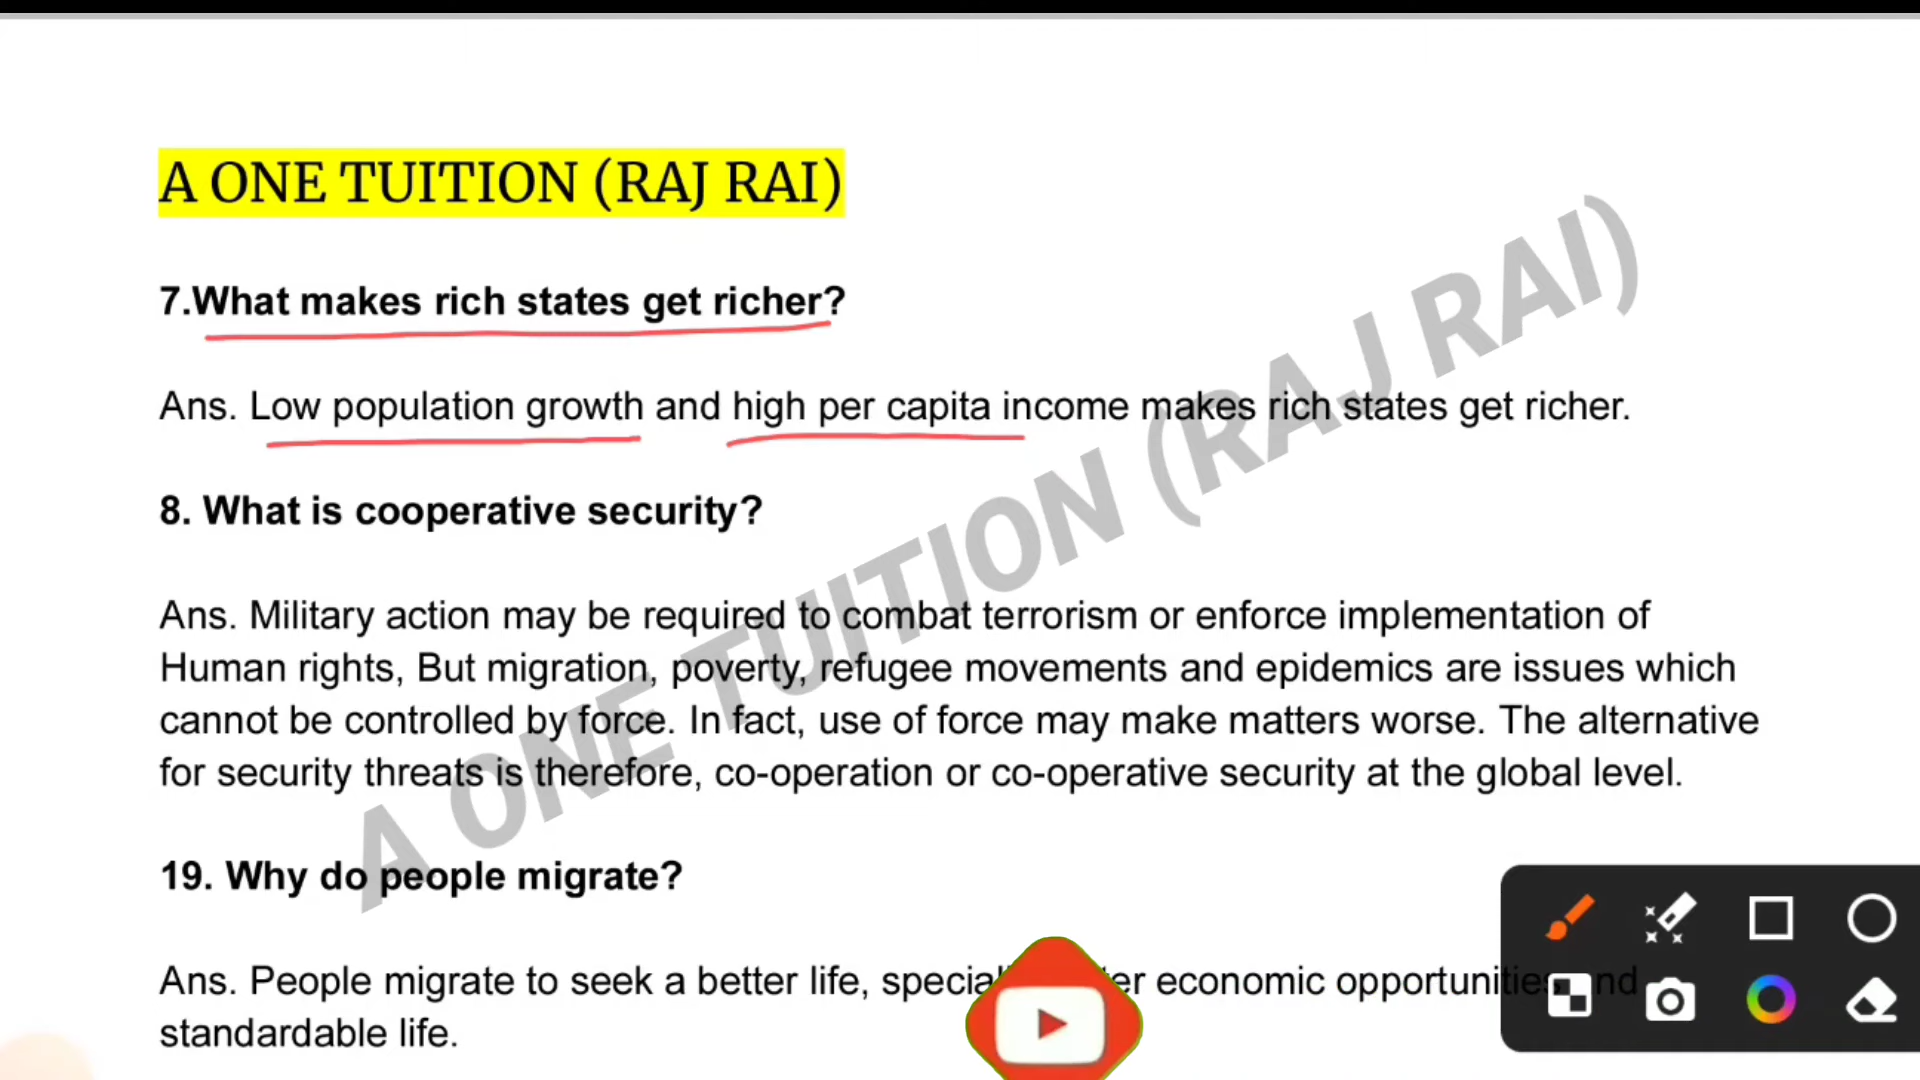 A ONE TUITION (RAJ RAI)
7.What makes rich states get richer?
Ans. Low population growth and high per capita income makes rich states get richer.
8. What is cooperative security?
Ans. Military action may be required to combat terrorism or enforce implementation of
Human rights, But migration, poverty, refugee movements and epidemics are issues which
cannot be controlled by force. In fact, use of force may make matters worse. The alternative
for security threats is therefore, co-operation or co-operative security at the global level.
19. Why do people migrate?
Ans. People migrate to seek a better life, economic opportunities and
standardable life.
A ONE TUITION (RAJ RAI)